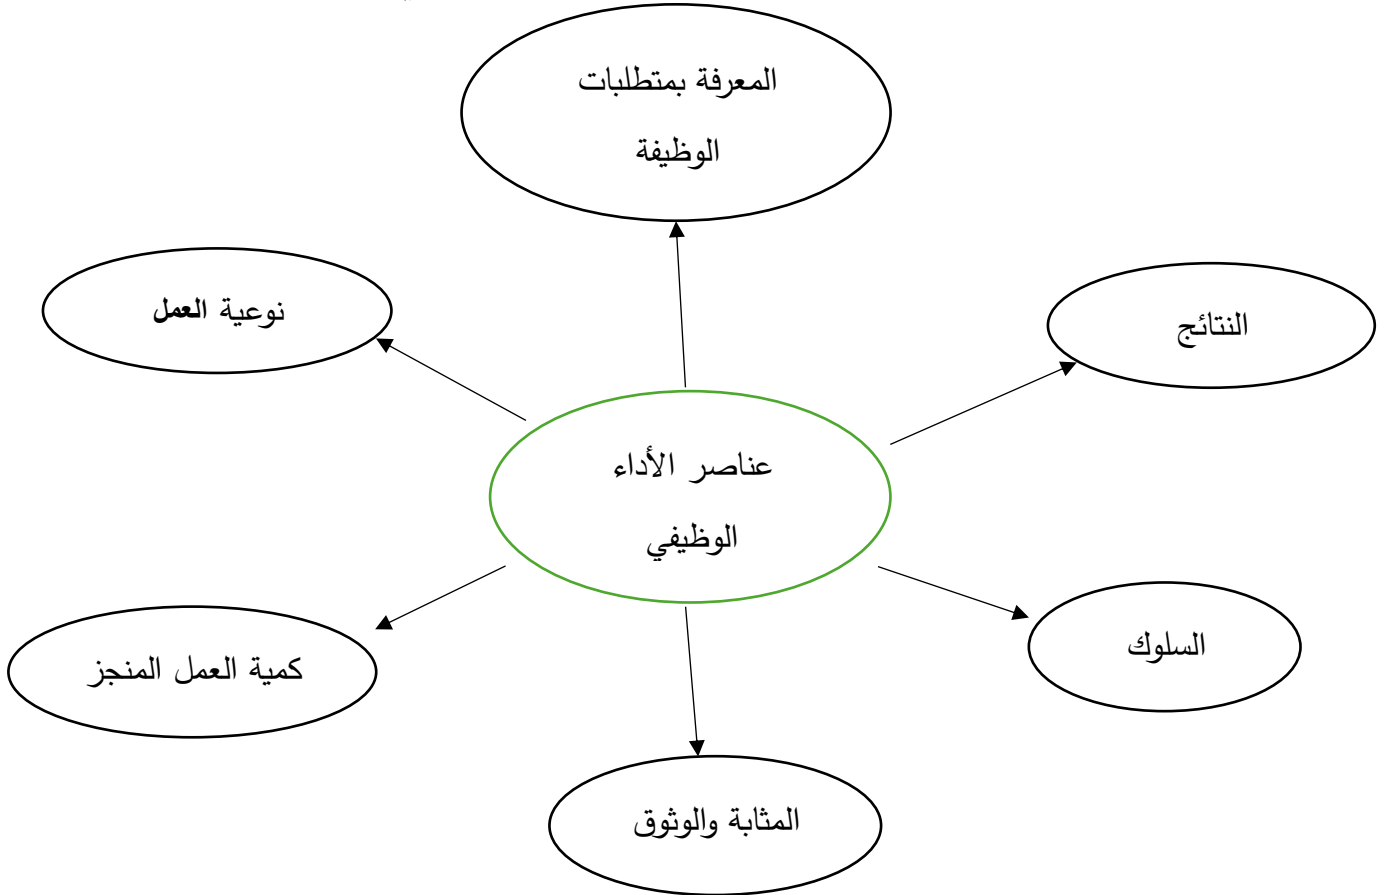 المعرفة بمتطلبات
الوظيفة
نوعية العمل
النتائج
عناصر الأداء
الوظيفي
كمية العمل المنجز
السلوك
المثابة والوثوق